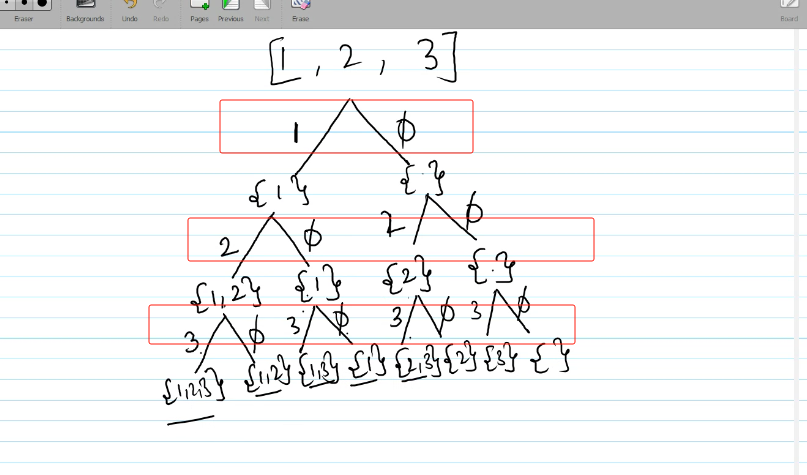 Eraser Backgrounds Undo Redo Pages Previous Next Erase Board
[1, 2, 3]
1 ϕ
{1} {.}
2 ϕ 2 ϕ
{1,2} {1} {2} {.}
3 ϕ 3 ϕ 3 ϕ 3 ϕ
{1,2,3} {1,2} {1,3} {1} {2,3} {2} {3} { }